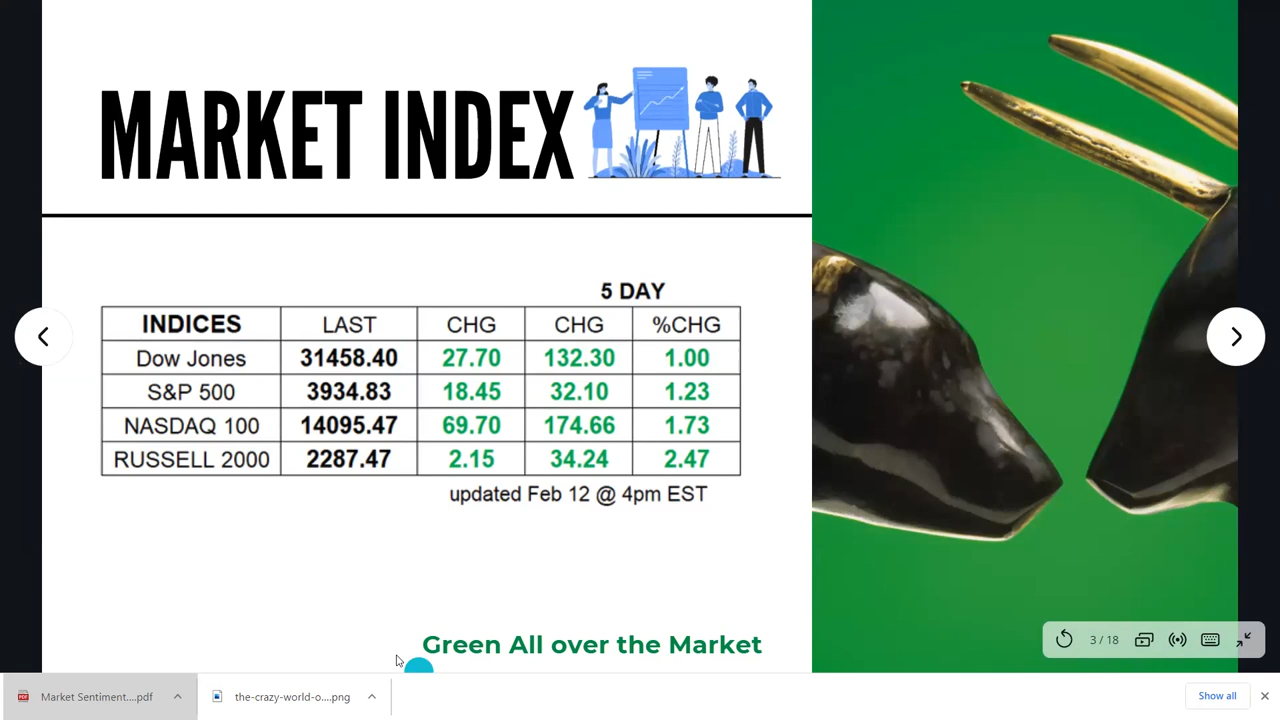 MARKET INDEX
5 DAY
INDICES LAST CHG CHG %CHG
Dow Jones 31458.40 27.70 132.30 1.00
S&P 500 3934.83 18.45 32.10 1.23
NASDAQ 100 14095.47 69.70 174.66 1.73
RUSSELL 2000 2287.47 2.15 34.24 2.47
updated Feb 12 @ 4pm EST
Green All over the Market
3 / 18
Market Sentiment....pdf
the-crazy-world-o....png
Show all